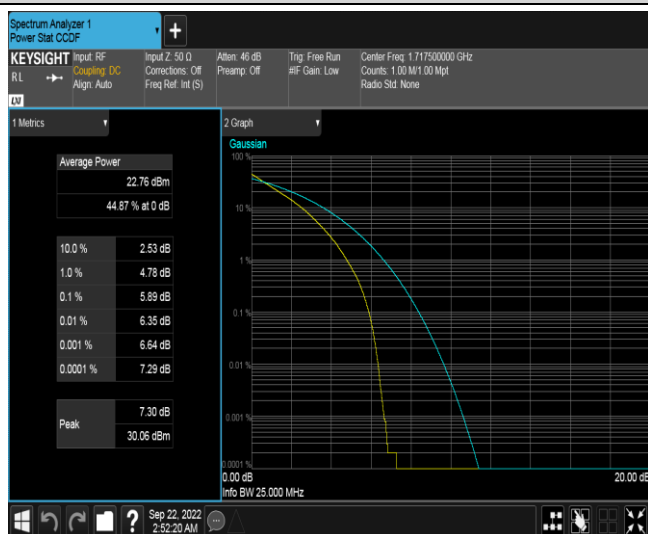 Spectrum Analyzer 1
Power Stat CCDF
+
KEYSIGHT
RL
LXI
Input: RF
Coupling: DC
Align: Auto
Input Z: 50 Ω
Corrections: Off
Freq Ref: Int (S)
Atten: 46 dB
Preamp: Off
Trig: Free Run
#IF Gain: Low
Center Freq: 1.717500000 GHz
Counts: 1.00 M/1.00 Mpt
Radio Std: None
1 Metrics
Average Power
22.76 dBm
44.87 % at 0 dB
10.0 % 2.53 dB
1.0 % 4.78 dB
0.1 % 5.89 dB
0.01 % 6.35 dB
0.001 % 6.64 dB
0.0001 % 7.29 dB
Peak 7.30 dB
30.06 dBm
2 Graph
Gaussian
100 %
10 %
1 %
0.1 %
0.01 %
0.001 %
0.0001 %
0.00 dB 20.00 dB
Info BW 25.000 MHz
?
Sep 22, 2022
2:52:20 AM